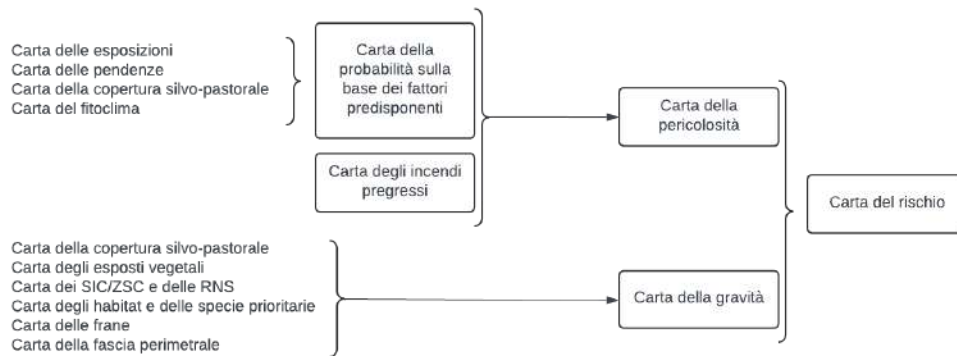 Carta delle esposizioni
Carta delle pendenze
Carta della copertura silvo-pastorale
Carta del fitoclima
Carta della
probabilità sulla
base dei fattori
predisponenti
Carta degli incendi
pregressi
Carta della
pericolosità
Carta del rischio
Carta della copertura silvo-pastorale
Carta degli esposti vegetali
Carta dei SIC/ZSC e delle RNS
Carta degli habitat e delle specie prioritarie
Carta delle frane
Carta della fascia perimetrale
Carta della gravità